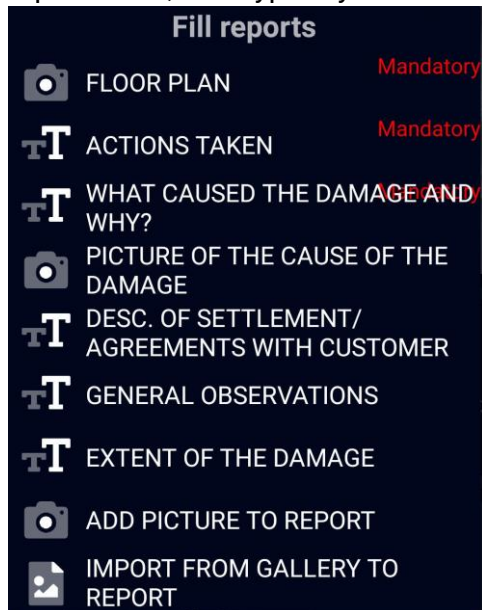 Fill reports
Mandatory
FLOOR PLAN
Mandatory
ACTIONS TAKEN
Mandatory
WHAT CAUSED THE DAMAGE AND
WHY?
PICTURE OF THE CAUSE OF THE
DAMAGE
DESC. OF SETTLEMENT/
AGREEMENTS WITH CUSTOMER
GENERAL OBSERVATIONS
EXTENT OF THE DAMAGE
ADD PICTURE TO REPORT
IMPORT FROM GALLERY TO
REPORT